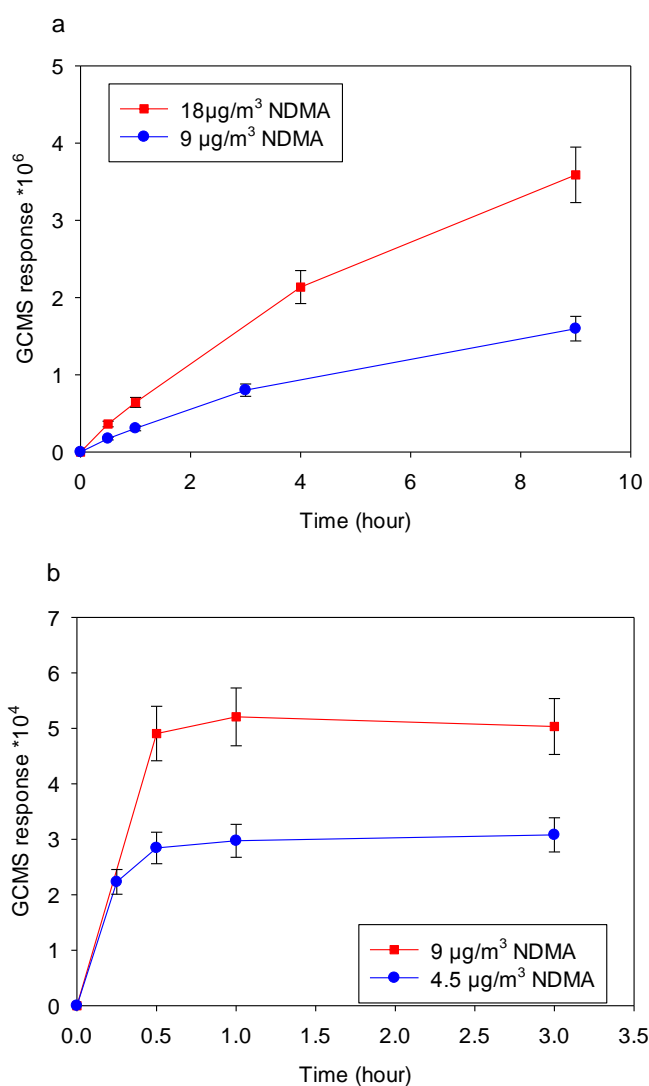 a
5
4
3
2
1
0
GCMS response *10⁶
18µg/m³ NDMA
9 µg/m³ NDMA
0 2 4 6 8 10
Time (hour)
b
7
6
5
4
3
2
1
0
GCMS response *10⁴
9 µg/m³ NDMA
4.5 µg/m³ NDMA
0.0 0.5 1.0 1.5 2.0 2.5 3.0 3.5
Time (hour)